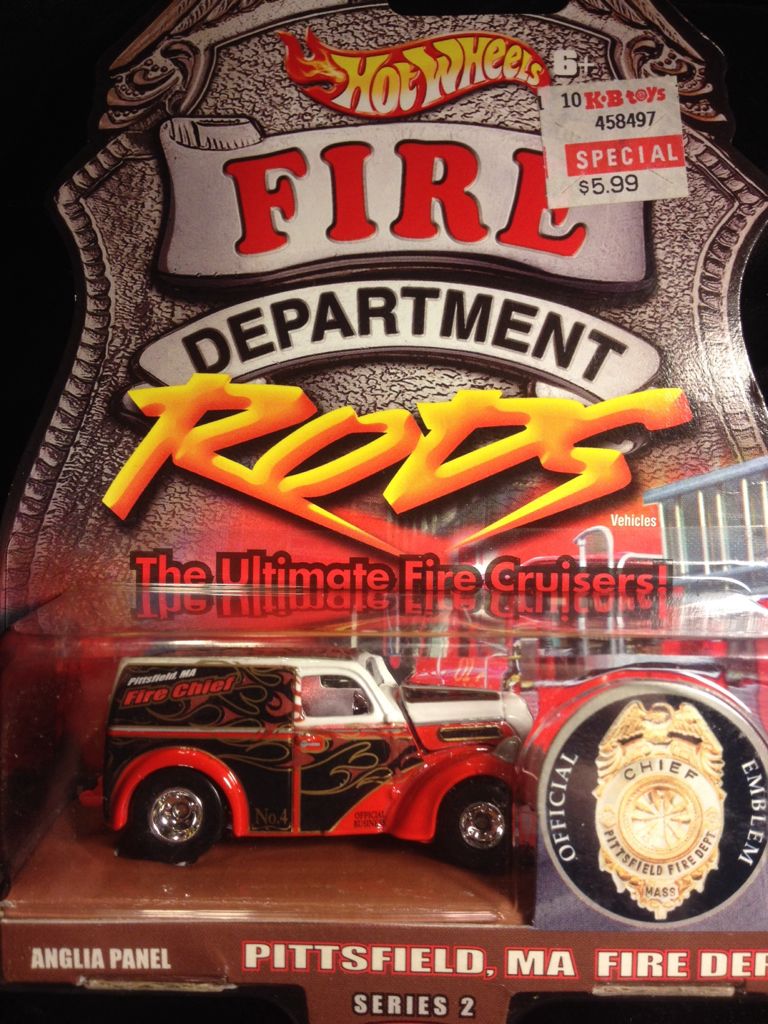 HOT WHEELS
6+
10 K·B toys
458497
SPECIAL
$5.99
FIRE
DEPARTMENT
RODS
Vehicles
The Ultimate Fire Cruisers!
Pittsfield, MA
Fire Chief
No.4
OFFICIAL
BUSINESS
OFFICIAL
EMBLEM
CHIEF
PITTSFIELD FIRE DEPT
MASS
ANGLIA PANEL
PITTSFIELD, MA FIRE DEP
SERIES 2